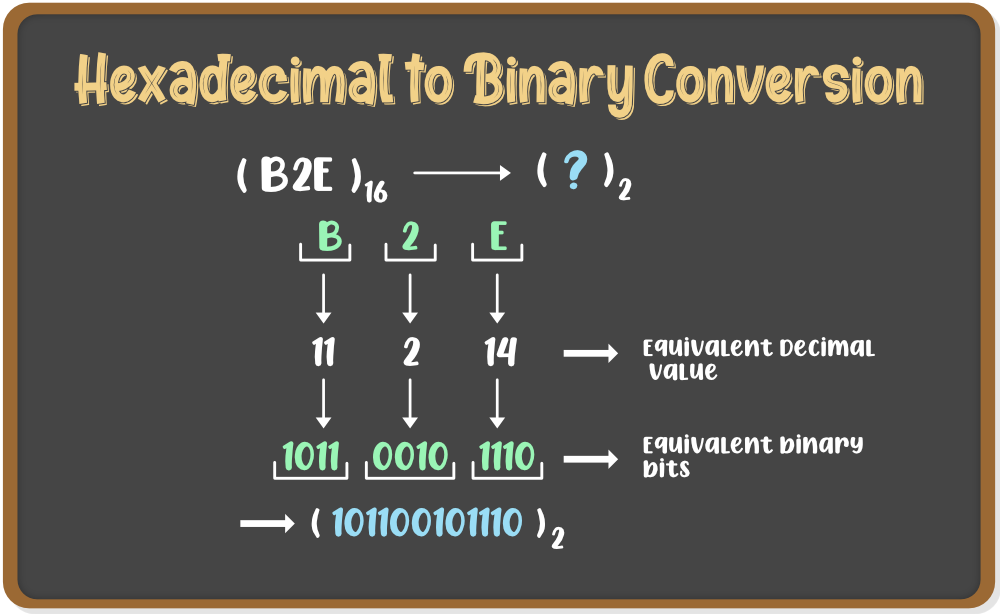 Hexadecimal to Binary Conversion
( B2E )16 ( ? )2
B 2 E
11 2 14 Equivalent Decimal
value
1011 0010 1110 Equivalent binary
bits
( 101100101110 )2